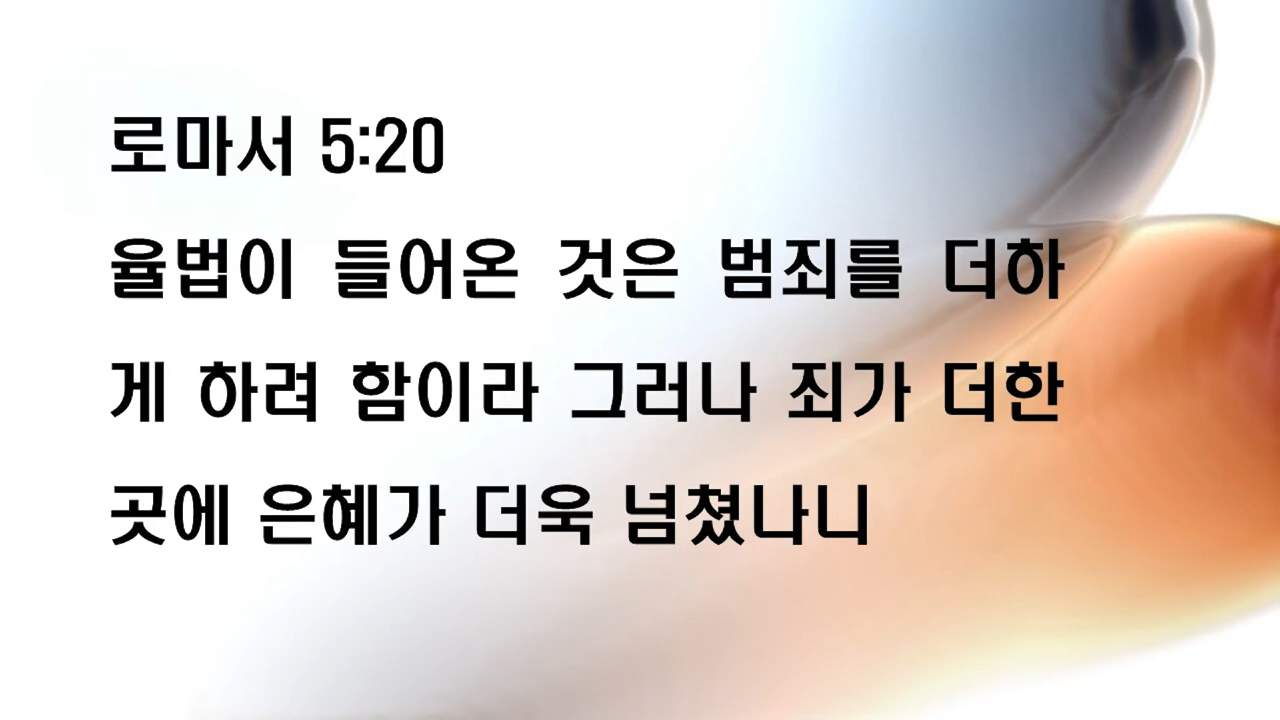 로마서 5:20
율법이 들어온 것은 범죄를 더하
게 하려 함이라 그러나 죄가 더한
곳에 은혜가 더욱 넘쳤나니